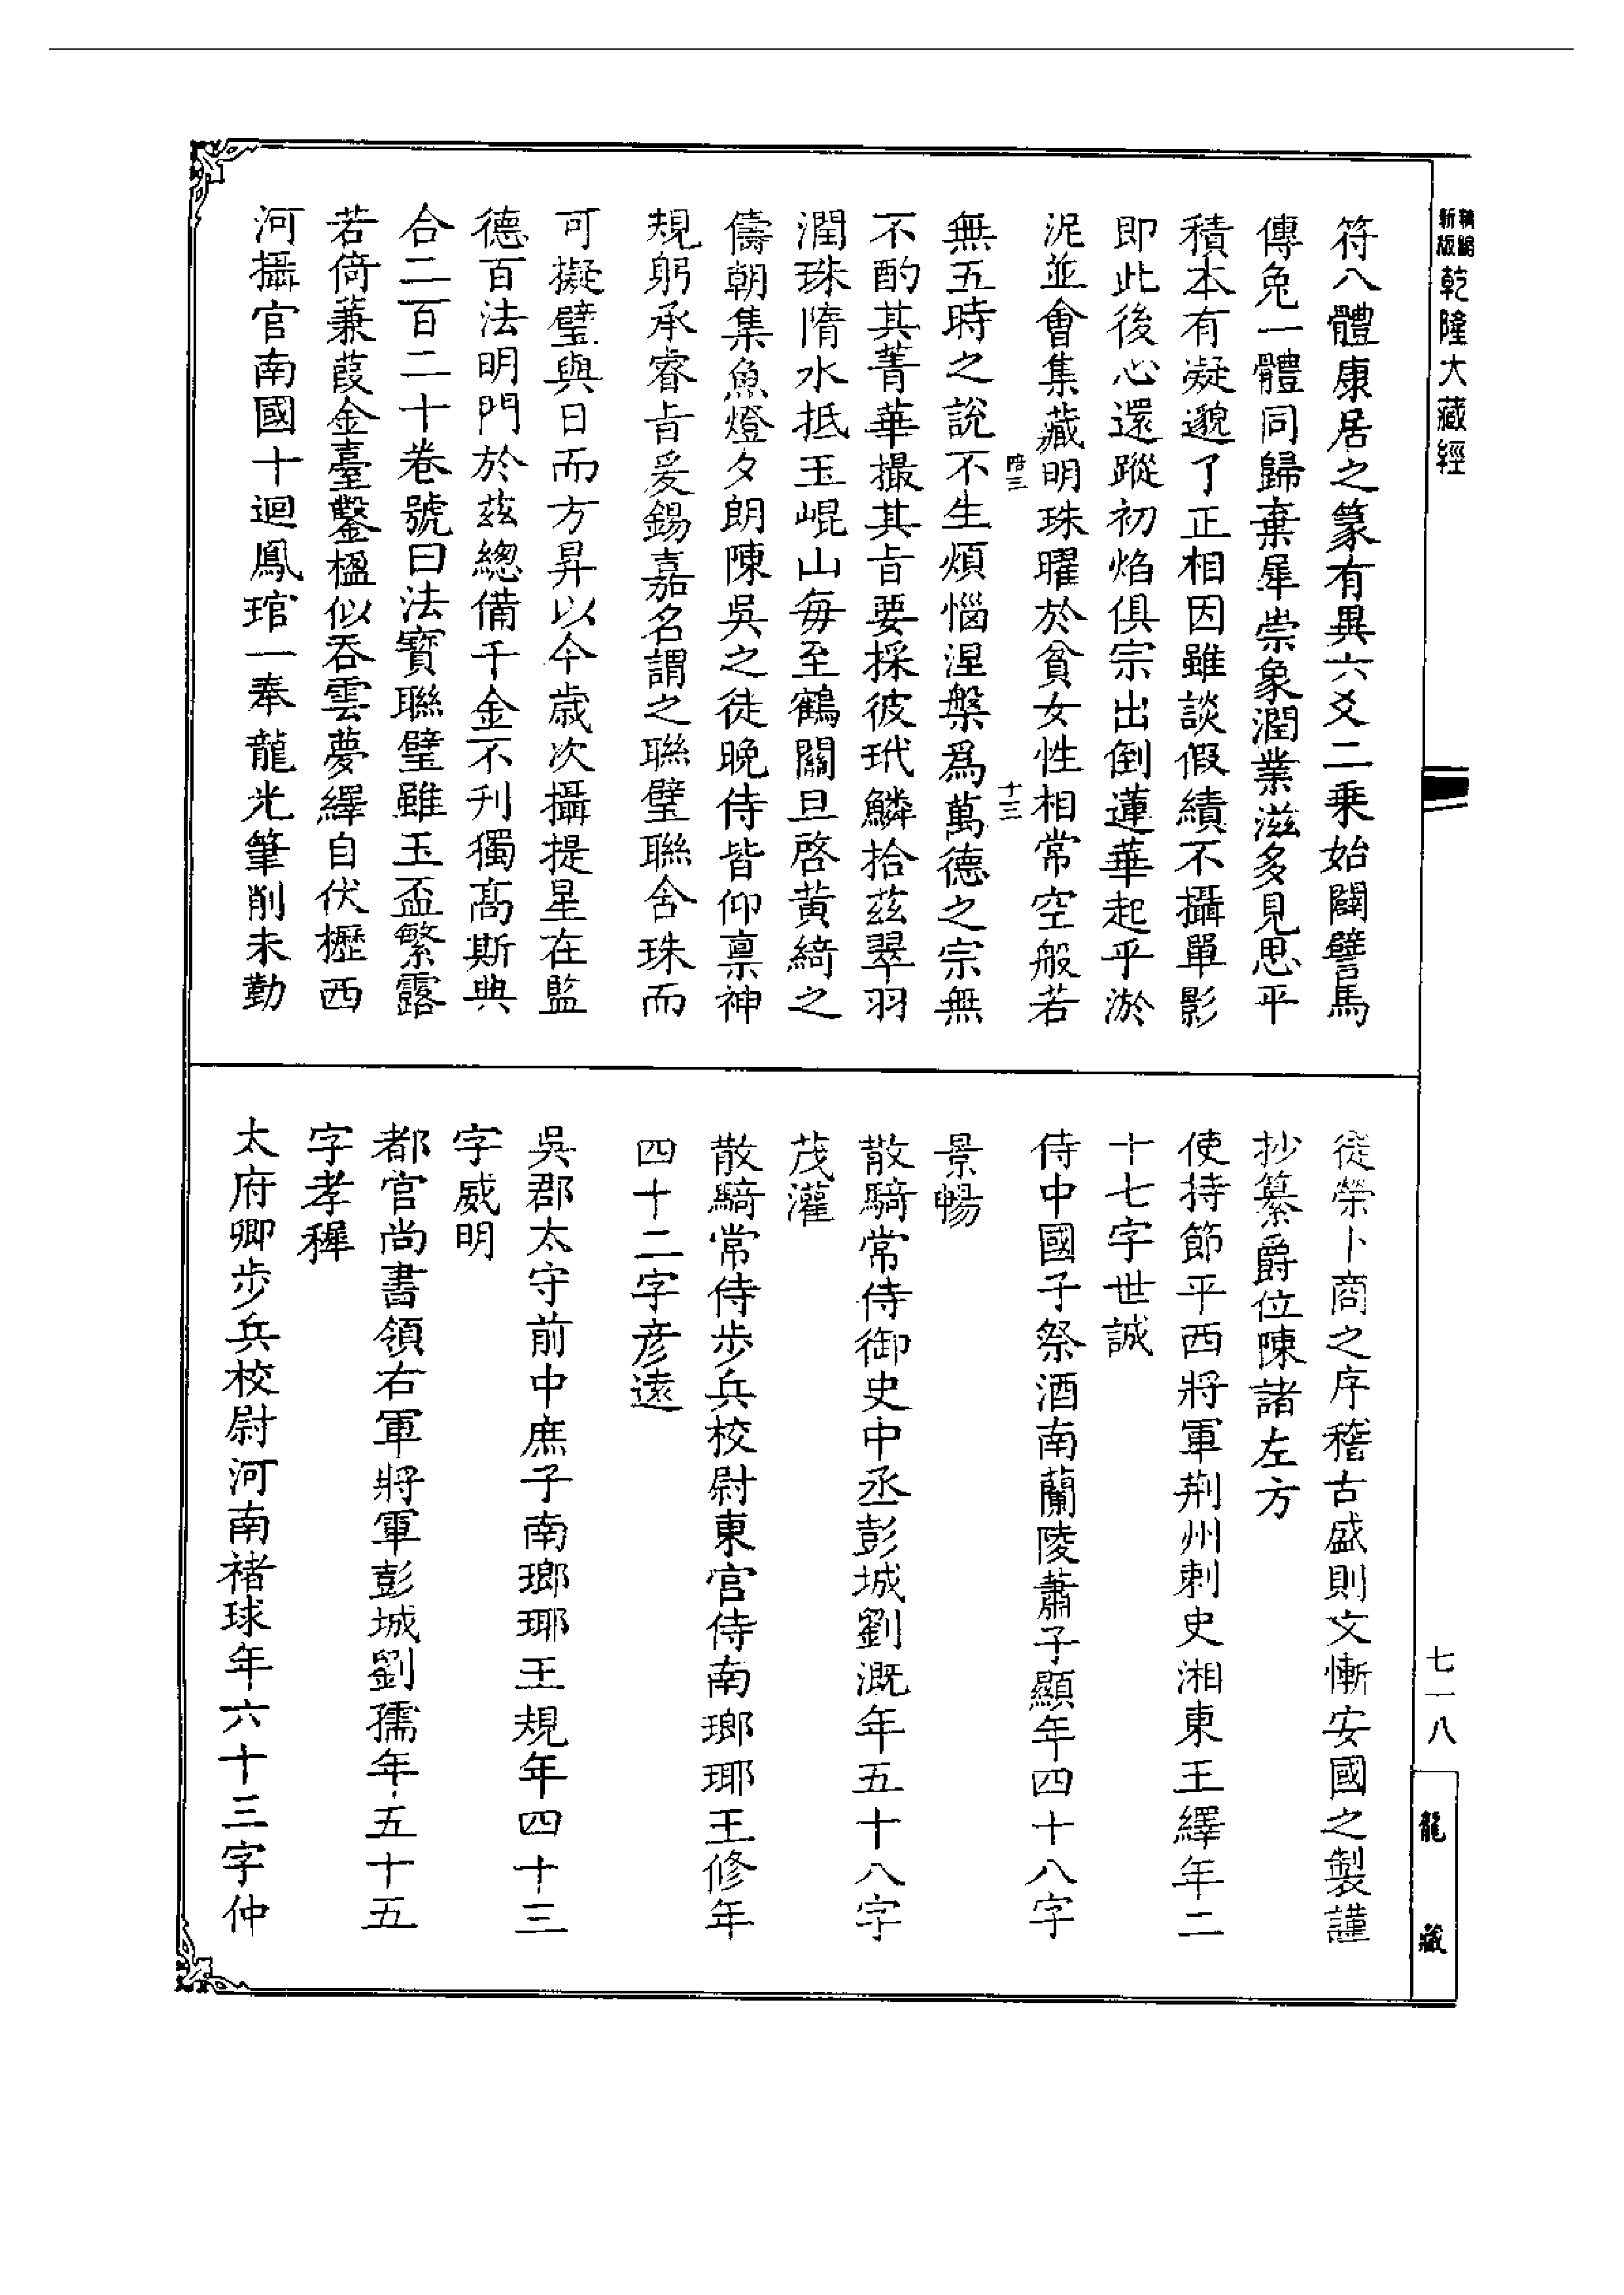 精縮新版乾隆大藏經
符八體康居之篆有異六爻二乘始闢譬馬
傳兔一體同歸棄犀崇象潤業滋多見思平
積本有凝邈了正相因雖談假績不攝單影
即此後心還蹤初焰俱宗出倒蓮華起乎淤
泥並會集藏明珠曜於貧女性相常空般若
陪三
十三
無五時之說不生煩惱涅槃爲萬德之宗無
不酌其菁華撮其旨要採彼玳鱗拾茲翠羽
潤珠隋水抵玉崐山每至鶴關旦啓黃綺之
儔朝集魚燈夕朗陳吳之徒晚侍皆仰禀神
規躬承睿旨爰錫嘉名謂之聯璧聯含珠而
可擬璧與日而方昇以今歲次攝提星在監
德百法明門於茲總備千金不刋獨高斯典
合二百二十卷號曰法寶聯璧雖玉盃繁露
若倚蒹葭金臺鑿楹似吞雲夢繹自伏櫪西
河攝官南國十迴鳳琯一奉龍光筆削未勤
徒榮卜商之序稽古盛則文慚安國之製謹
抄纂爵位陳諸左方
使持節平西將軍荆州刺史湘東王繹年二
十七字世誠
侍中國子祭酒南蘭陵蕭子顯年四十八字
景暢
散騎常侍御史中丞彭城劉溉年五十八字
茂灌
散騎常侍步兵校尉東宫侍南瑯琊王修年
四十二字彦遠
吳郡太守前中庶子南瑯琊王規年四十三
字威明
都官尚書領右軍將軍彭城劉孺年五十五
字孝稺
太府卿步兵校尉河南褚球年六十三字仲
七一八
龍藏